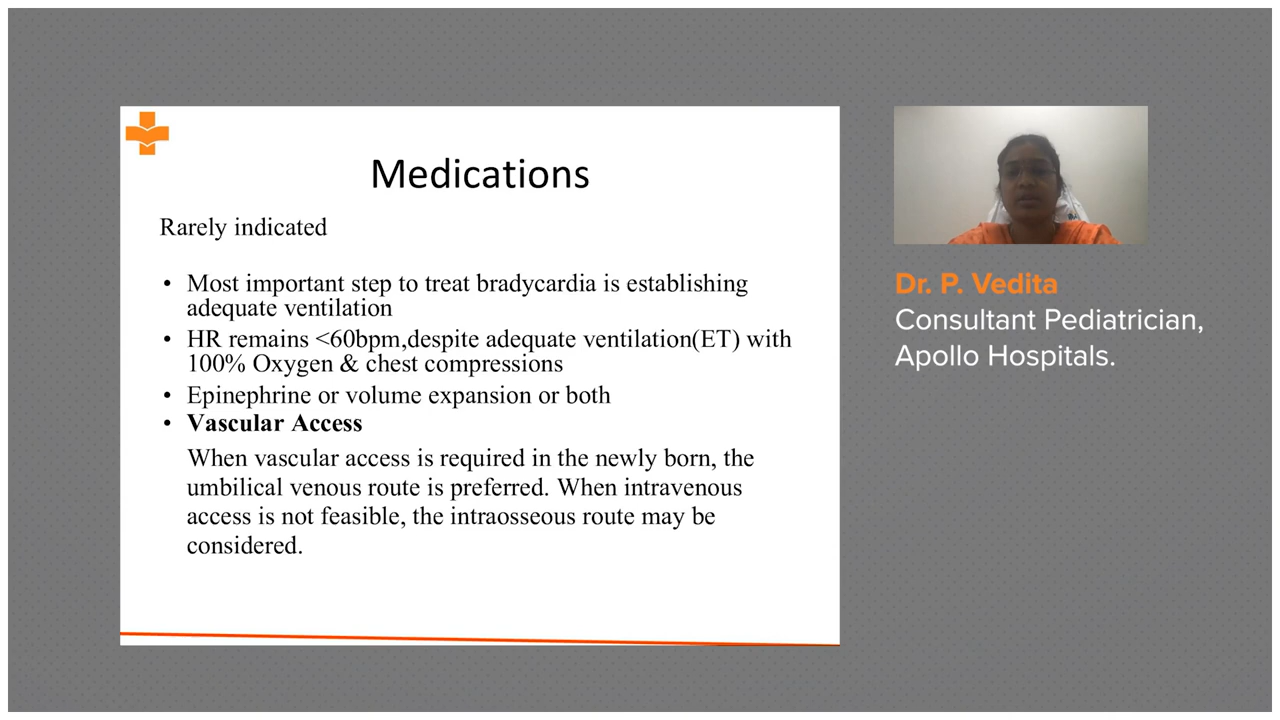 Medications
Rarely indicated
• Most important step to treat bradycardia is establishing
adequate ventilation
• HR remains <60bpm,despite adequate ventilation(ET) with
100% Oxygen & chest compressions
• Epinephrine or volume expansion or both
• Vascular Access
When vascular access is required in the newly born, the
umbilical venous route is preferred. When intravenous
access is not feasible, the intraosseous route may be
considered.
Dr. P. Vedita
Consultant Pediatrician,
Apollo Hospitals.